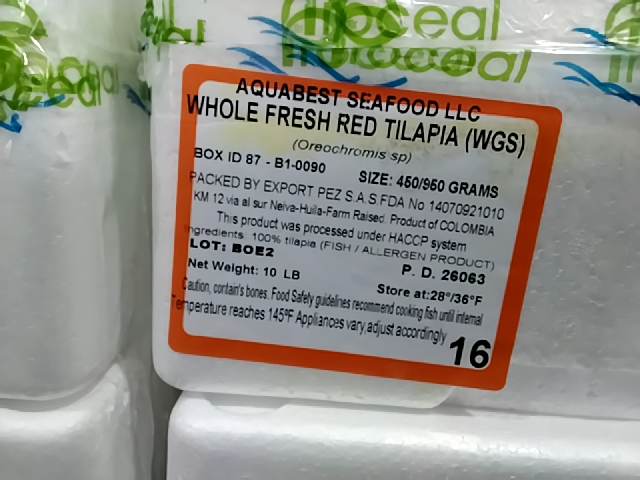 AQUABEST SEAFOOD LLC
WHOLE FRESH RED TILAPIA (WGS)
(Oreochromis sp)
BOX ID 87 - B1-0090
SIZE: 450/950 GRAMS
PACKED BY EXPORT PEZ S.A.S FDA No 14070921010
KM 12 via al sur Neiva-Huila-Farm Raised. Product of COLOMBIA
This product was processed under HACCP system
Ingredients. 100% tilapia (FISH / ALLERGEN PRODUCT)
LOT: BOE2
P. D. 26063
Net Weight: 10 LB
Store at:28°/36°F
Caution, contain's bones. Food Safety guidelines recommend cooking fish until internal
Temperature reaches 145°F Appliances vary,adjust accordingly
16